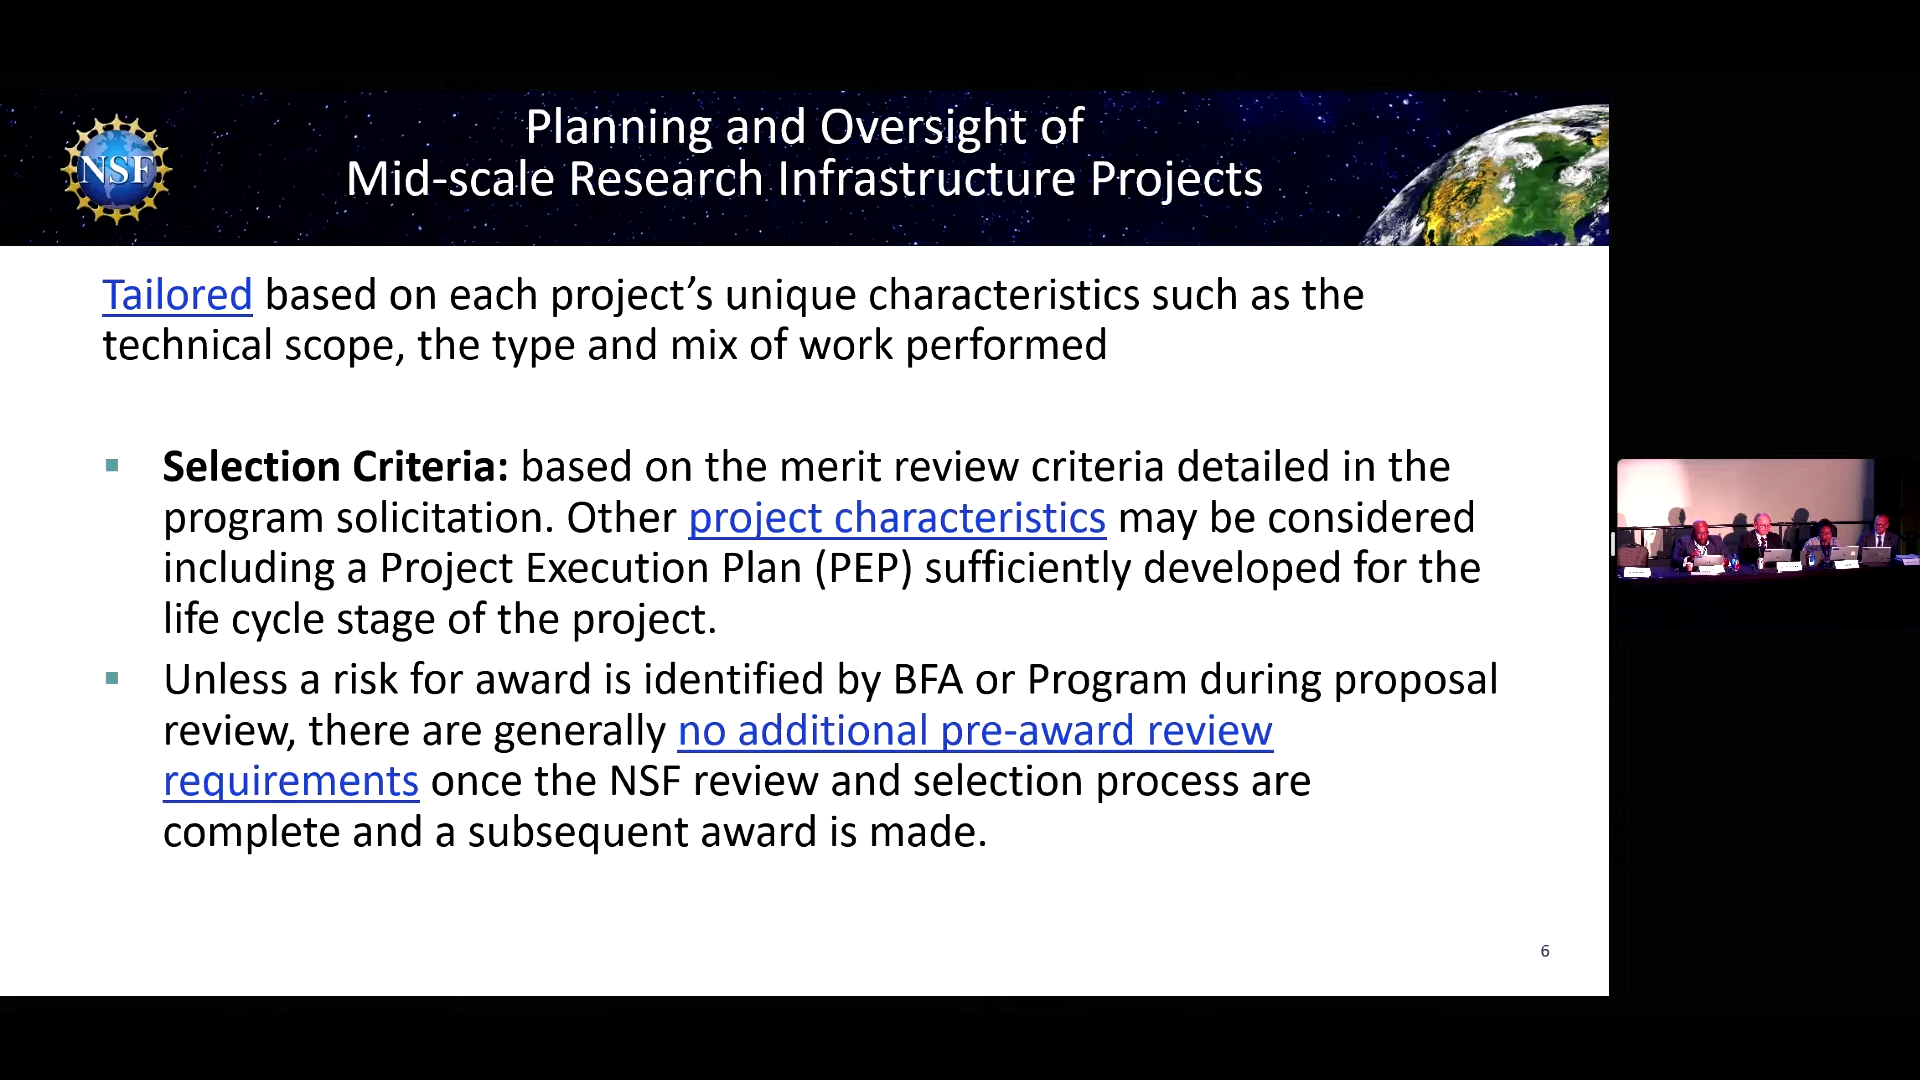 NSF
Planning and Oversight of
Mid-scale Research Infrastructure Projects
Tailored based on each project’s unique characteristics such as the
technical scope, the type and mix of work performed
▪ Selection Criteria: based on the merit review criteria detailed in the
program solicitation. Other project characteristics may be considered
including a Project Execution Plan (PEP) sufficiently developed for the
life cycle stage of the project.
▪ Unless a risk for award is identified by BFA or Program during proposal
review, there are generally no additional pre-award review
requirements once the NSF review and selection process are
complete and a subsequent award is made.
6